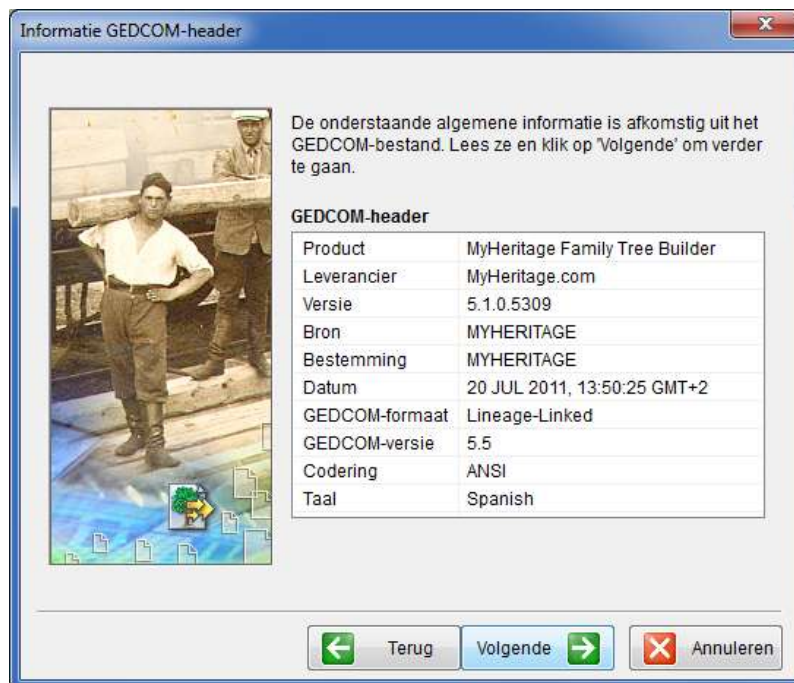 Informatie GEDCOM-header
De onderstaande algemene informatie is afkomstig uit het
GEDCOM-bestand. Lees ze en klik op 'Volgende' om verder
te gaan.
GEDCOM-header
Product MyHeritage Family Tree Builder
Leverancier MyHeritage.com
Versie 5.1.0.5309
Bron MYHERITAGE
Bestemming MYHERITAGE
Datum 20 JUL 2011, 13:50:25 GMT+2
GEDCOM-formaat Lineage-Linked
GEDCOM-versie 5.5
Codering ANSI
Taal Spanish
Terug Volgende Annuleren